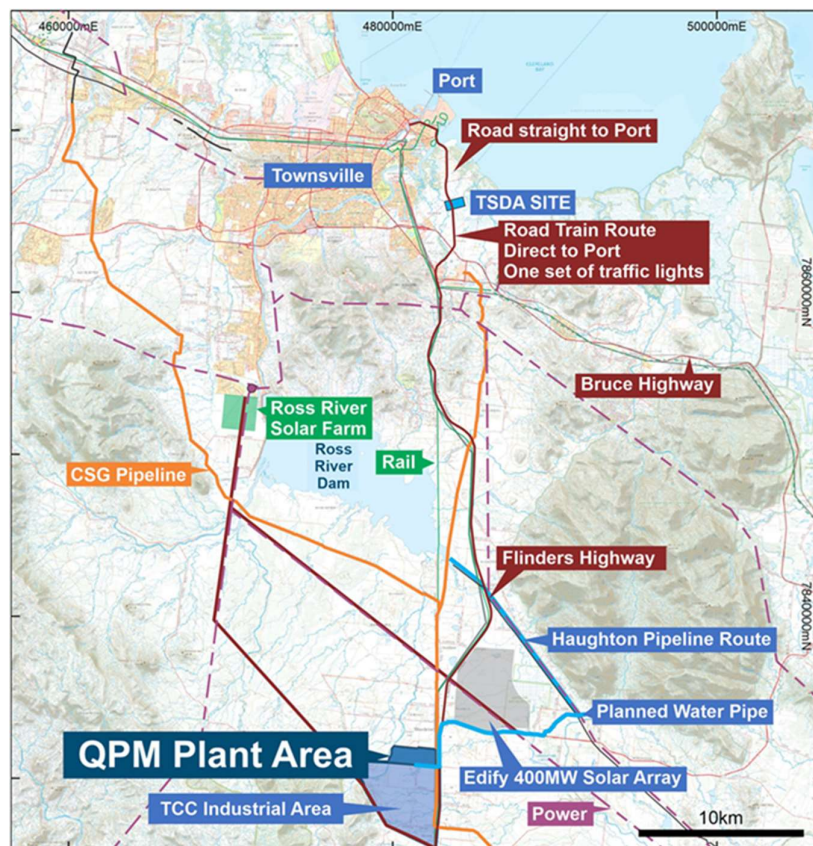 460000mE
480000mE
500000mE
Port
Road straight to Port
Townsville
TSDA SITE
Road Train Route
Direct to Port
One set of traffic lights
7860000mN
Bruce Highway
Ross River
Solar Farm
Ross
River
Dam
Rail
CSG Pipeline
Flinders Highway
7840000mN
Haughton Pipeline Route
Planned Water Pipe
QPM Plant Area
Edify 400MW Solar Array
TCC Industrial Area
Power
10km